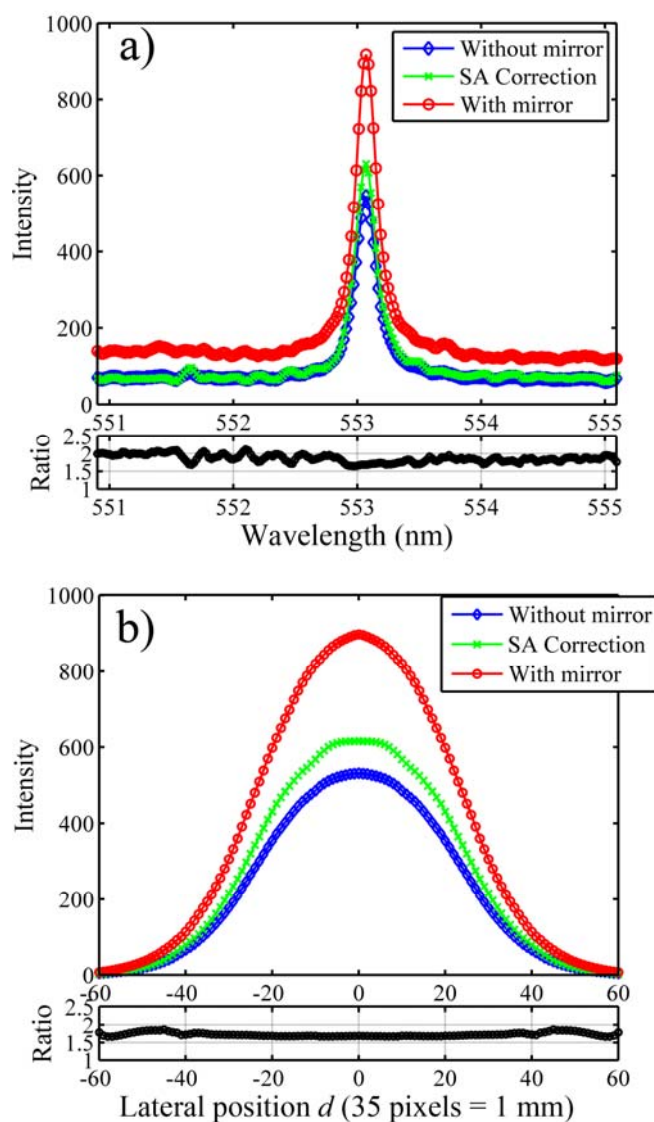 a)
1000
800
600
400
200
0
Intensity
Without mirror
SA Correction
With mirror
551 552 553 554 555
2.5
2
1.5
1
Ratio
551 552 553 554 555
Wavelength (nm)
b)
1000
800
600
400
200
0
Intensity
Without mirror
SA Correction
With mirror
-60 -40 -20 0 20 40 60
2.5
2
1.5
1
Ratio
-60 -40 -20 0 20 40 60
Lateral position d (35 pixels = 1 mm)